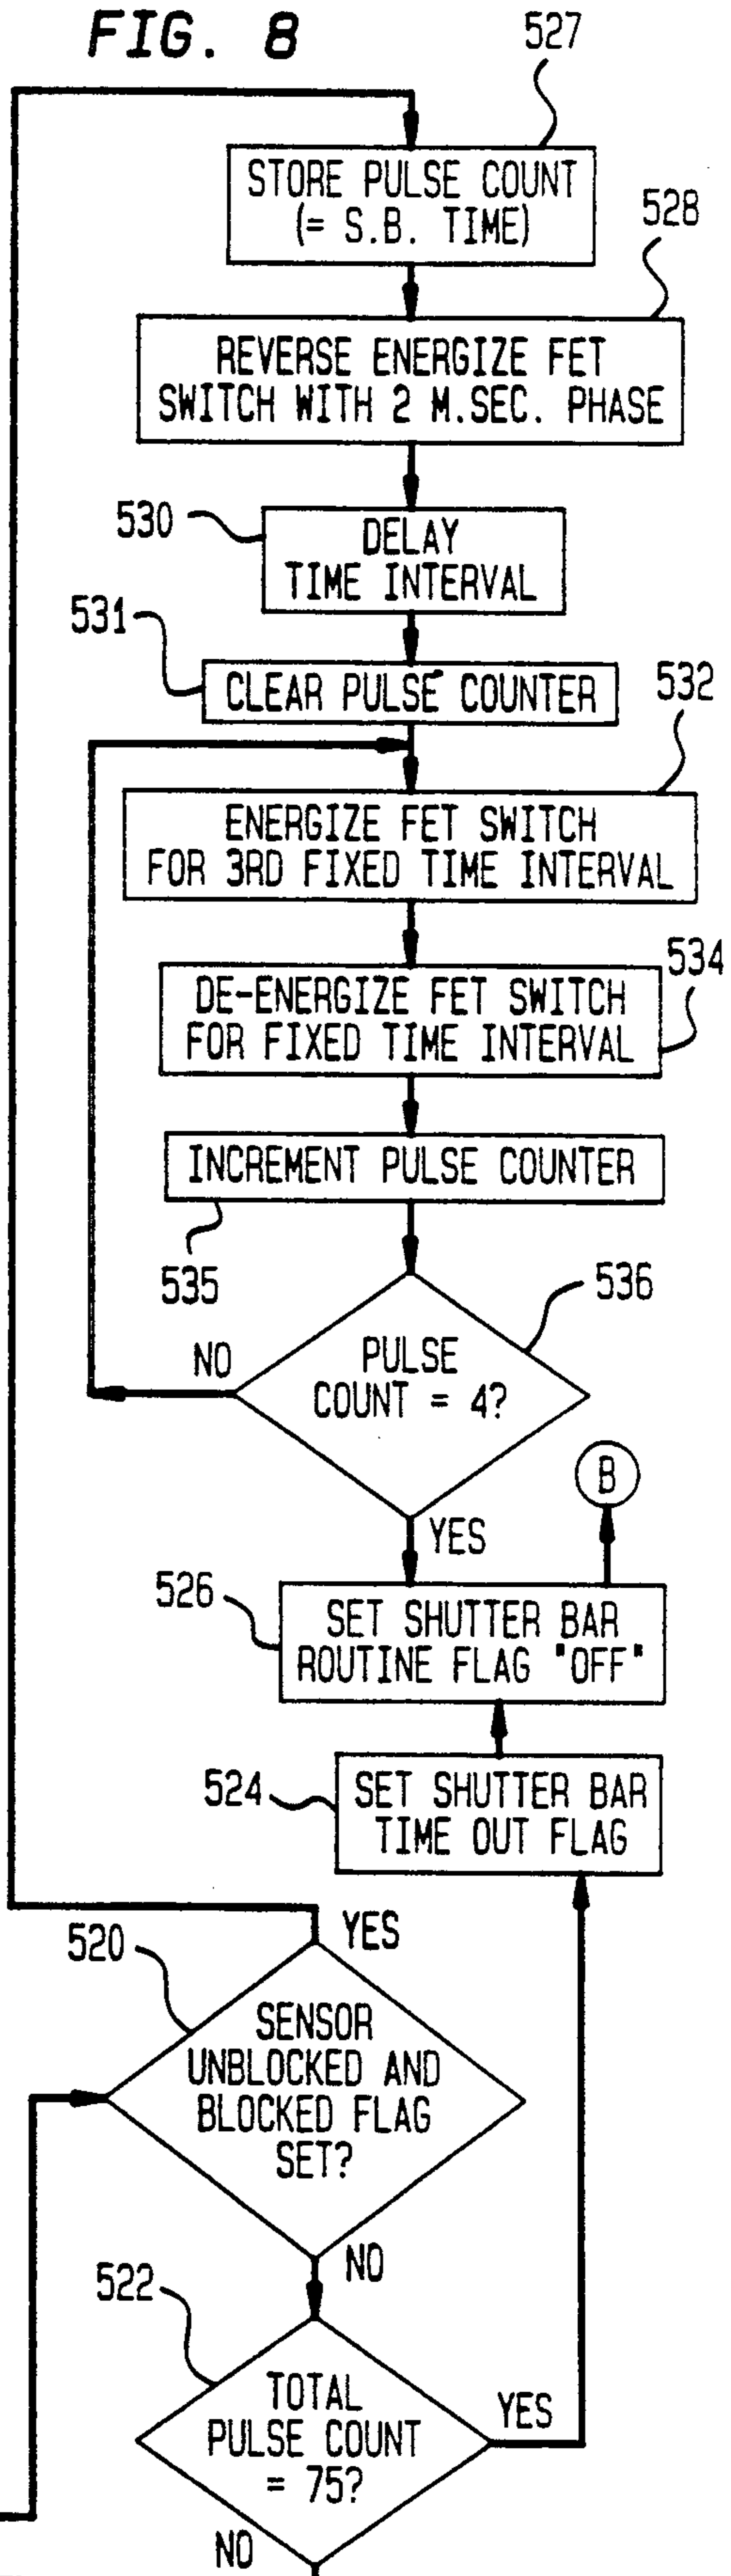 FIG. 8
527
STORE PULSE COUNT
(= S.B. TIME)
528
REVERSE ENERGIZE FET
SWITCH WITH 2 M.SEC. PHASE
530
DELAY
TIME INTERVAL
531
CLEAR PULSE COUNTER
532
ENERGIZE FET SWITCH
FOR 3RD FIXED TIME INTERVAL
534
DE-ENERGIZE FET SWITCH
FOR FIXED TIME INTERVAL
INCREMENT PULSE COUNTER
535
536
PULSE
COUNT = 4?
NO
B
YES
526
SET SHUTTER BAR
ROUTINE FLAG "OFF"
524
SET SHUTTER BAR
TIME OUT FLAG
520
YES
SENSOR
UNBLOCKED AND
BLOCKED FLAG
SET?
NO
522
TOTAL
PULSE COUNT
= 75?
YES
NO